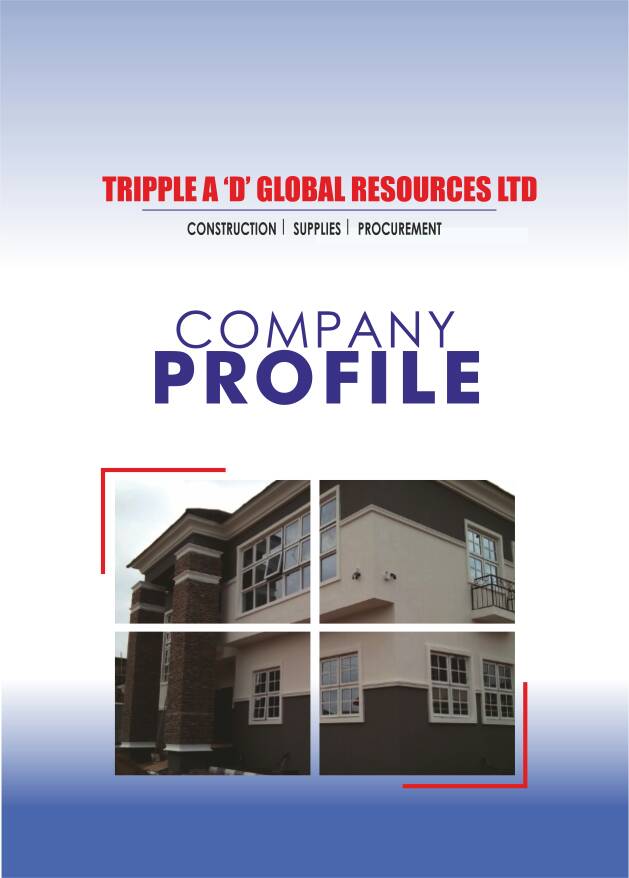 TRIPPLE A ‘D’ GLOBAL RESOURCES LTD
CONSTRUCTION | SUPPLIES | PROCUREMENT
COMPANY
PROFILE